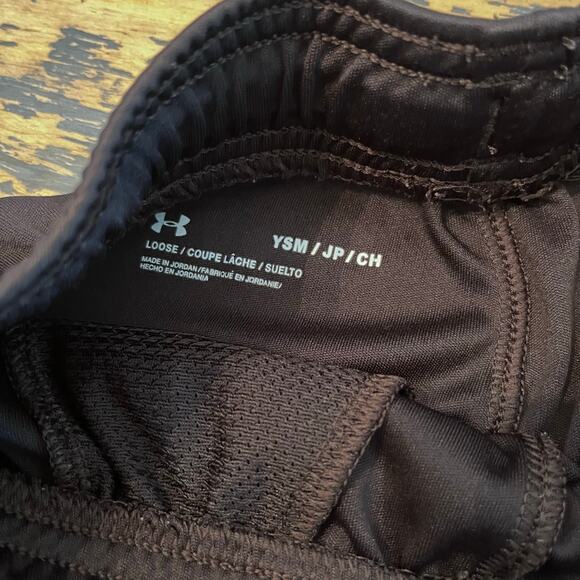 YSM / JP / CH
LOOSE / COUPE LÂCHE / SUELTO
MADE IN JORDAN / FABRIQUÉ EN JORDANIE /
HECHO EN JORDANIA